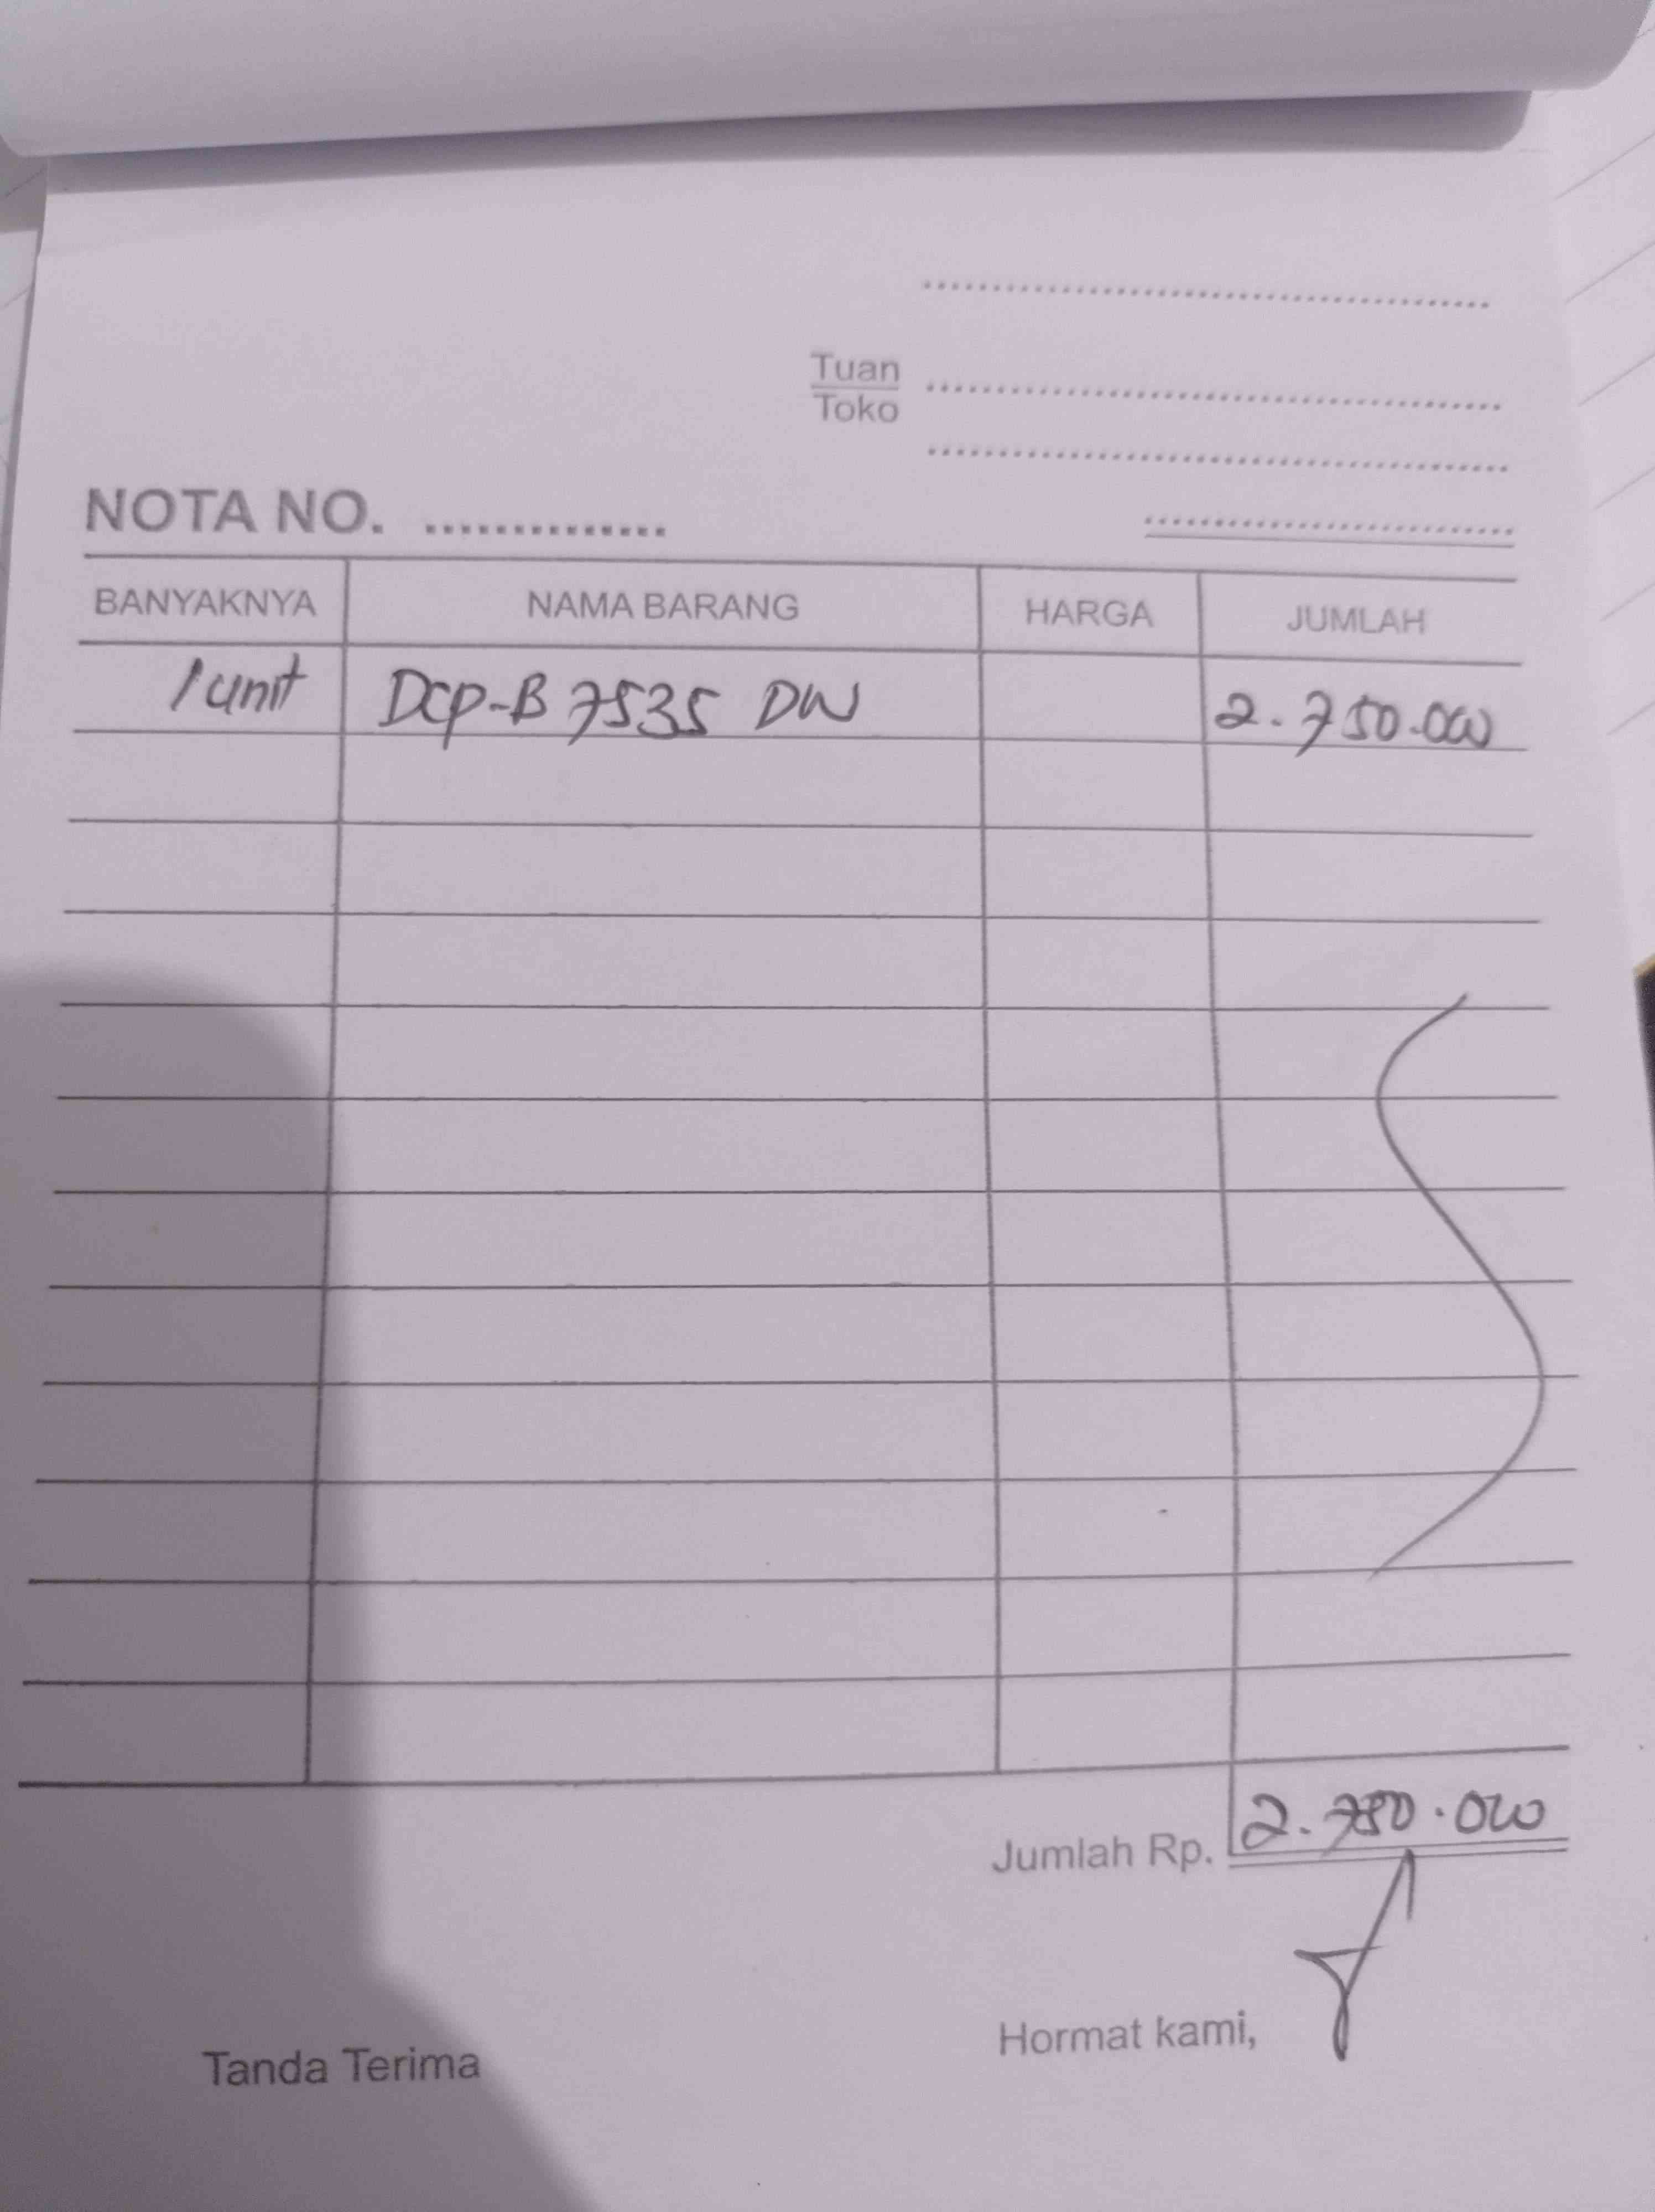 Tuan
Toko
NOTA NO. ..............
BANYAKNYA NAMA BARANG HARGA JUMLAH
1 unit DCP-B 7535 DW 2.750.000
Jumlah Rp. 2.750.000
Hormat kami,
Tanda Terima